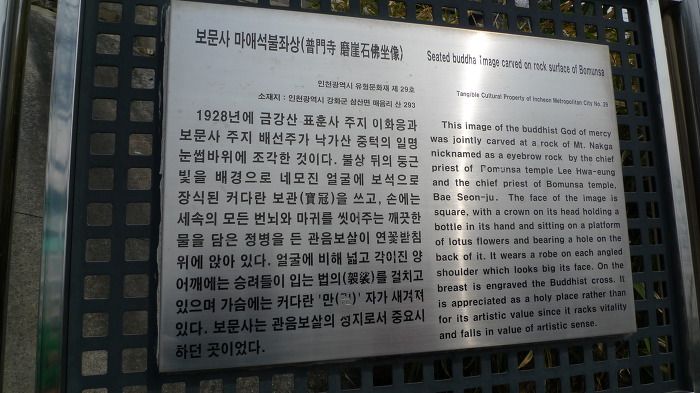 보문사 마애석불좌상(普門寺 磨崖石佛坐像)
인천광역시 유형문화재 제 29호
소재지 : 인천광역시 강화군 삼산면 매음리 산 293
1928년에 금강산 표훈사 주지 이화응과
보문사 주지 배선주가 낙가산 중턱의 일명
눈썹바위에 조각한 것이다. 불상 뒤의 둥근
빛을 배경으로 네모진 얼굴에 보석으로
장식된 커다란 보관(寶冠)을 쓰고, 손에는
세속의 모든 번뇌와 마귀를 씻어주는 깨끗한
물을 담은 정병을 든 관음보살이 연꽃받침
위에 앉아 있다. 얼굴에 비해 넓고 각이진 양
어깨에는 승려들이 입는 법의(袈裟)를 걸치고
있으며 가슴에는 커다란 '만( )' 자가 새겨져
있다. 보문사는 관음보살의 성지로서 중요시
하던 곳이었다.
Seated buddha Image carved on rock surface of Bomunsa
Tangible Cultural Property of Incheon Metropolitan City No. 29
This image of the buddhist God of mercy
was jointly carved at a rock of Mt. Nakga
nicknamed as a eyebrow rock by the chief
priest of Bomunsa temple Lee Hwa-eung
and the chief priest of Bomunsa temple,
Bae Seon-ju. The face of the image is
square, with a crown on its head holding a
bottle in its hand and sitting on a platform
of lotus flowers and bearing a hole on the
back of it. It wears a robe on each angled
shoulder which looks big its face. On the
breast is engraved the Buddhist cross. It
is appreciated as a holy place rather than
for its artistic value since it racks vitality
and falls in value of artistic sense.